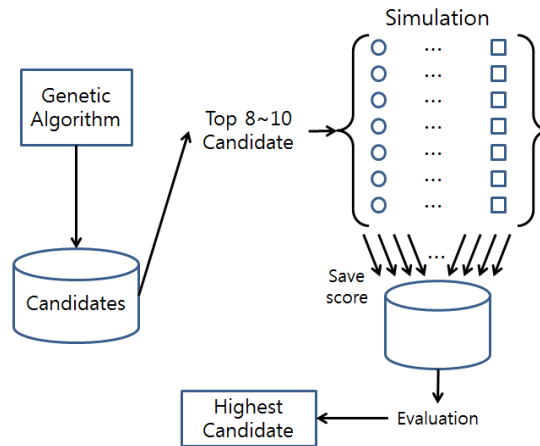 Simulation
Genetic
Algorithm
Top 8~10
Candidate
...
...
...
...
...
...
...
...
Candidates
Save
score
Highest
Candidate
Evaluation